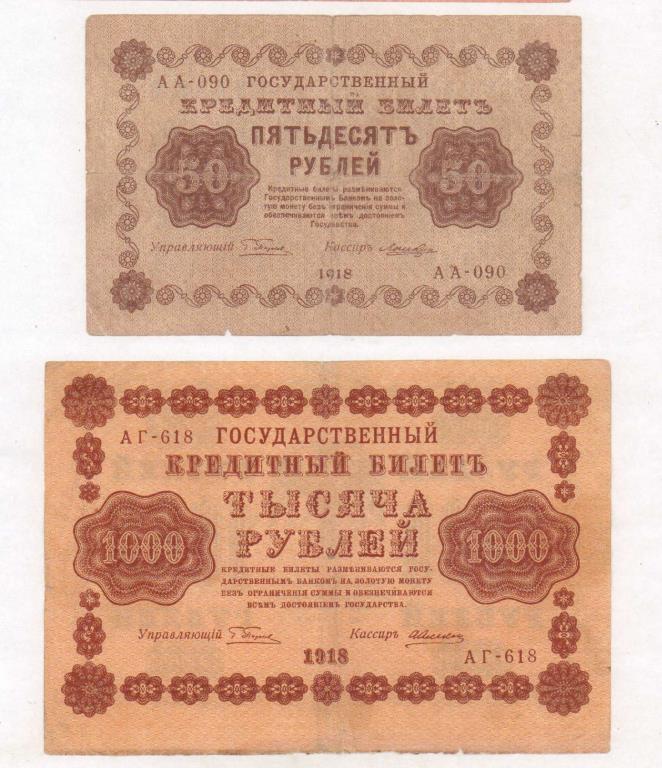 АА-090 ГОСУДАРСТВЕННЫЙ
КРЕДИТНЫЙ БИЛЕТЪ
ПЯТЬДЕСЯТЪ
РУБЛЕЙ
50 50
Кредитные билеты размѣниваются
Государственнымъ Банкомъ на золо-
тую монету безъ ограниченія суммы и
обезпечиваются всѣмъ достояніемъ
Государства.
Управляющій Кассиръ
1918 АА-090
АГ-618 ГОСУДАРСТВЕННЫЙ
КРЕДИТНЫЙ БИЛЕТЪ
ТЫСЯЧА
РУБЛЕЙ
1000 1000
КРЕДИТНЫЕ БИЛЕТЫ РАЗМѢНИВАЮТСЯ ГОСУ-
ДАРСТВЕННЫМЪ БАНКОМЪ НА ЗОЛОТУЮ МОНЕТУ
БЕЗЪ ОГРАНИЧЕНІЯ СУММЫ И ОБЕЗПЕЧИВАЮТСЯ
ВСѢМЪ ДОСТОЯНІЕМЪ ГОСУДАРСТВА.
Управляющій Кассиръ
1918 АГ-618